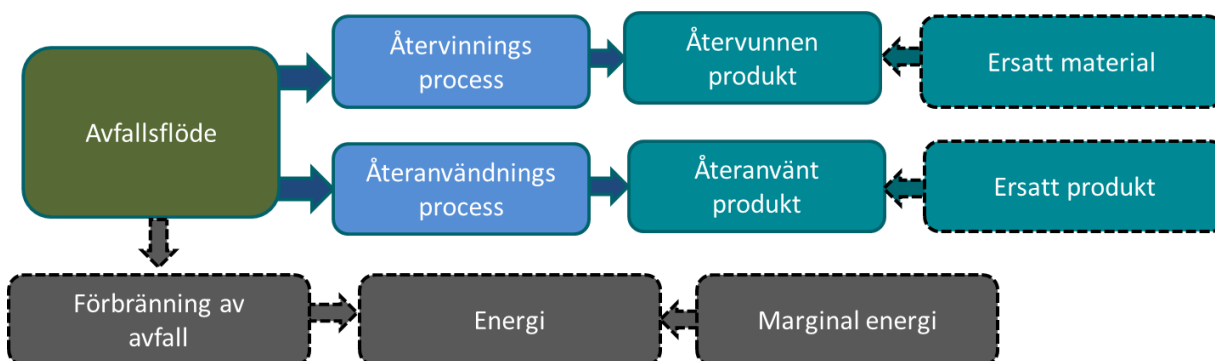 Återvinnings
process
Återvunnen
produkt
Ersatt material
Avfallsflöde
Återanvändnings
process
Återanvänt
produkt
Ersatt produkt
Förbränning av
avfall
Energi
Marginal energi